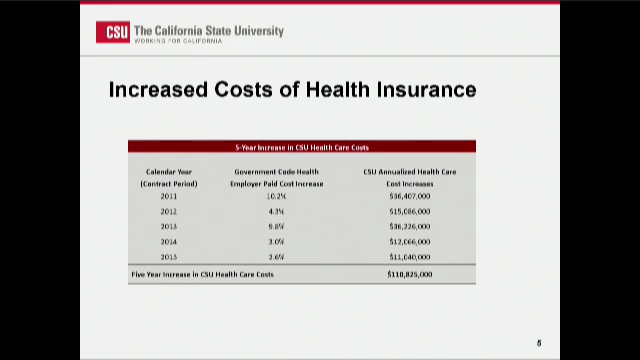 CSU The California State University
WORKING FOR CALIFORNIA
Increased Costs of Health Insurance
5-Year Increase in CSU Health Care Costs
Calendar Year Government Code Health CSU Annualized Health Care
(Contract Period) Employer Paid Cost Increase Cost Increases
2011 10.2% $36,407,000
2012 4.3% $15,086,000
2013 9.8% $36,226,000
2014 3.0% $12,066,000
2015 2.6% $11,040,000
Five Year Increase in CSU Health Care Costs $110,825,000
5